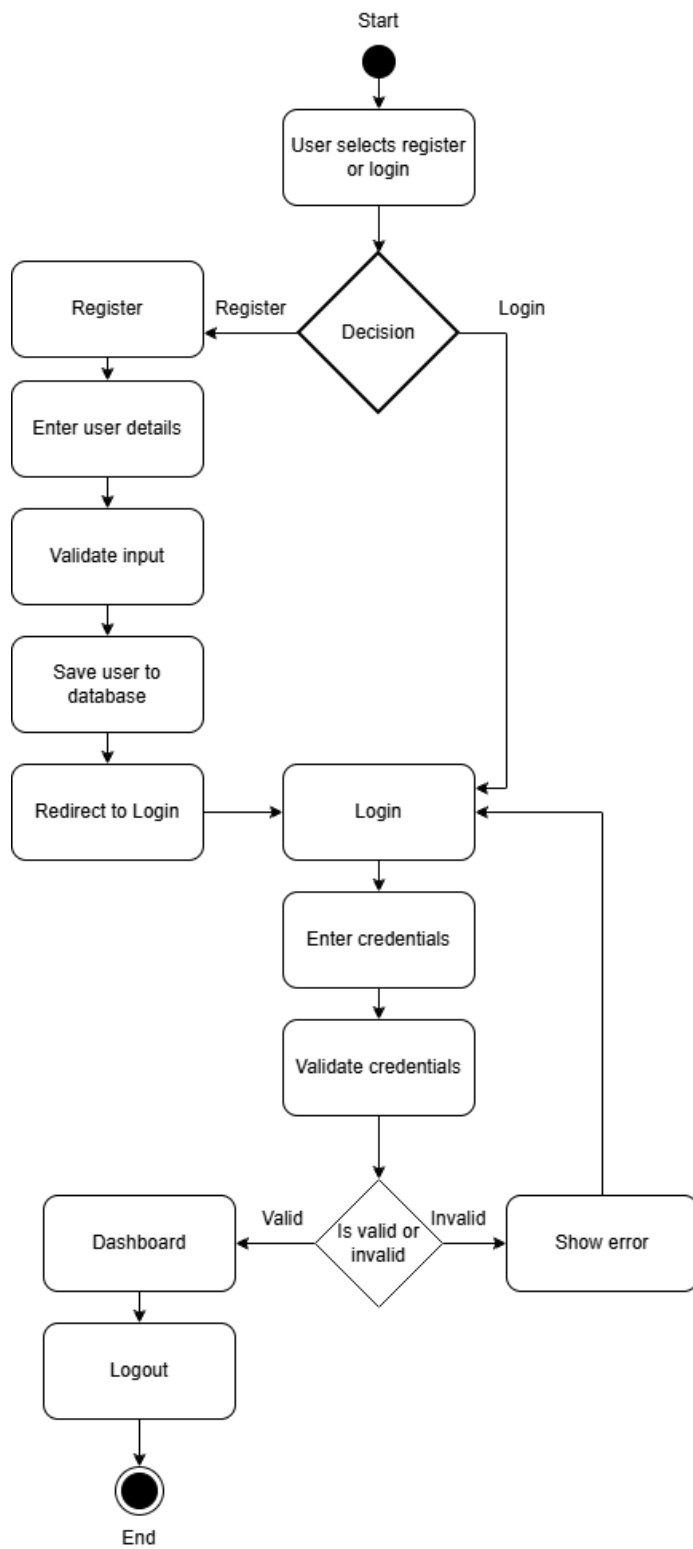 Start
User selects register
or login
Register
Register
Decision
Login
Enter user details
Validate input
Save user to
database
Redirect to Login
Login
Enter credentials
Validate credentials
Dashboard
Valid
Is valid or
invalid
Invalid
Show error
Logout
End